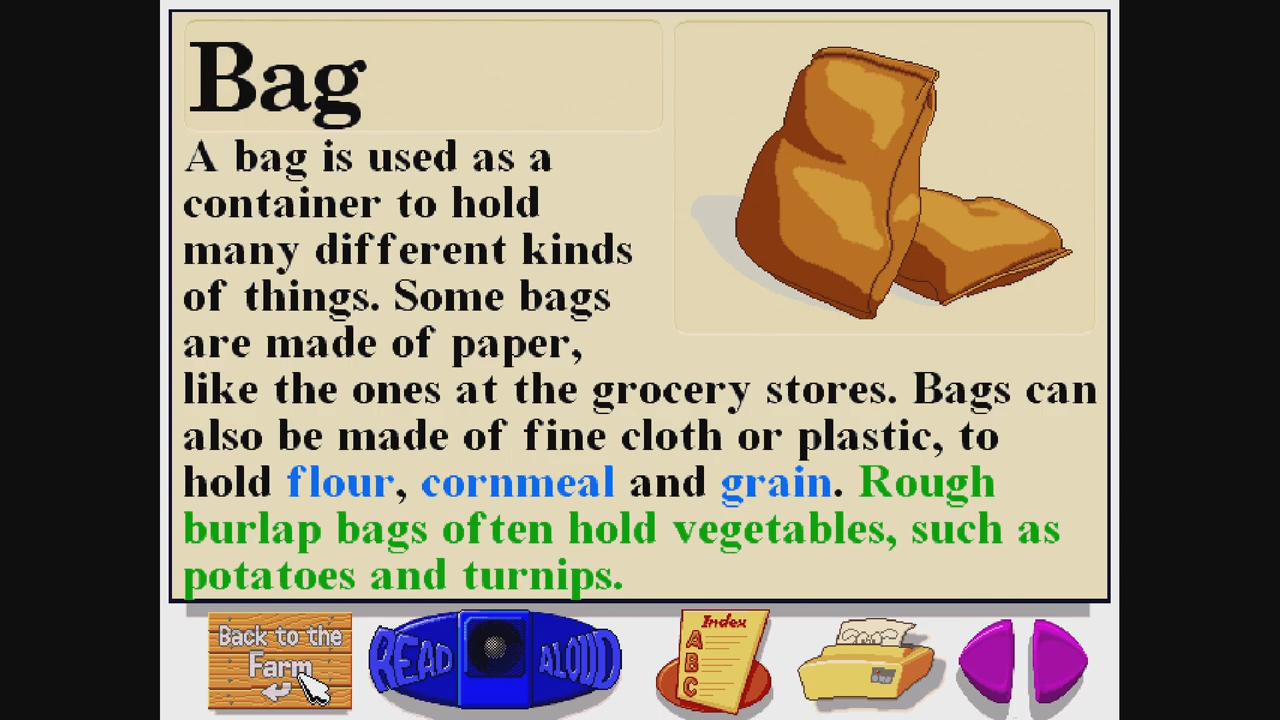 Bag
A bag is used as a
container to hold
many different kinds
of things. Some bags
are made of paper,
like the ones at the grocery stores. Bags can
also be made of fine cloth or plastic, to
hold flour, cornmeal and grain. Rough
burlap bags often hold vegetables, such as
potatoes and turnips.
Back to the
Farm
READ ALOUD
Index
A
B
C